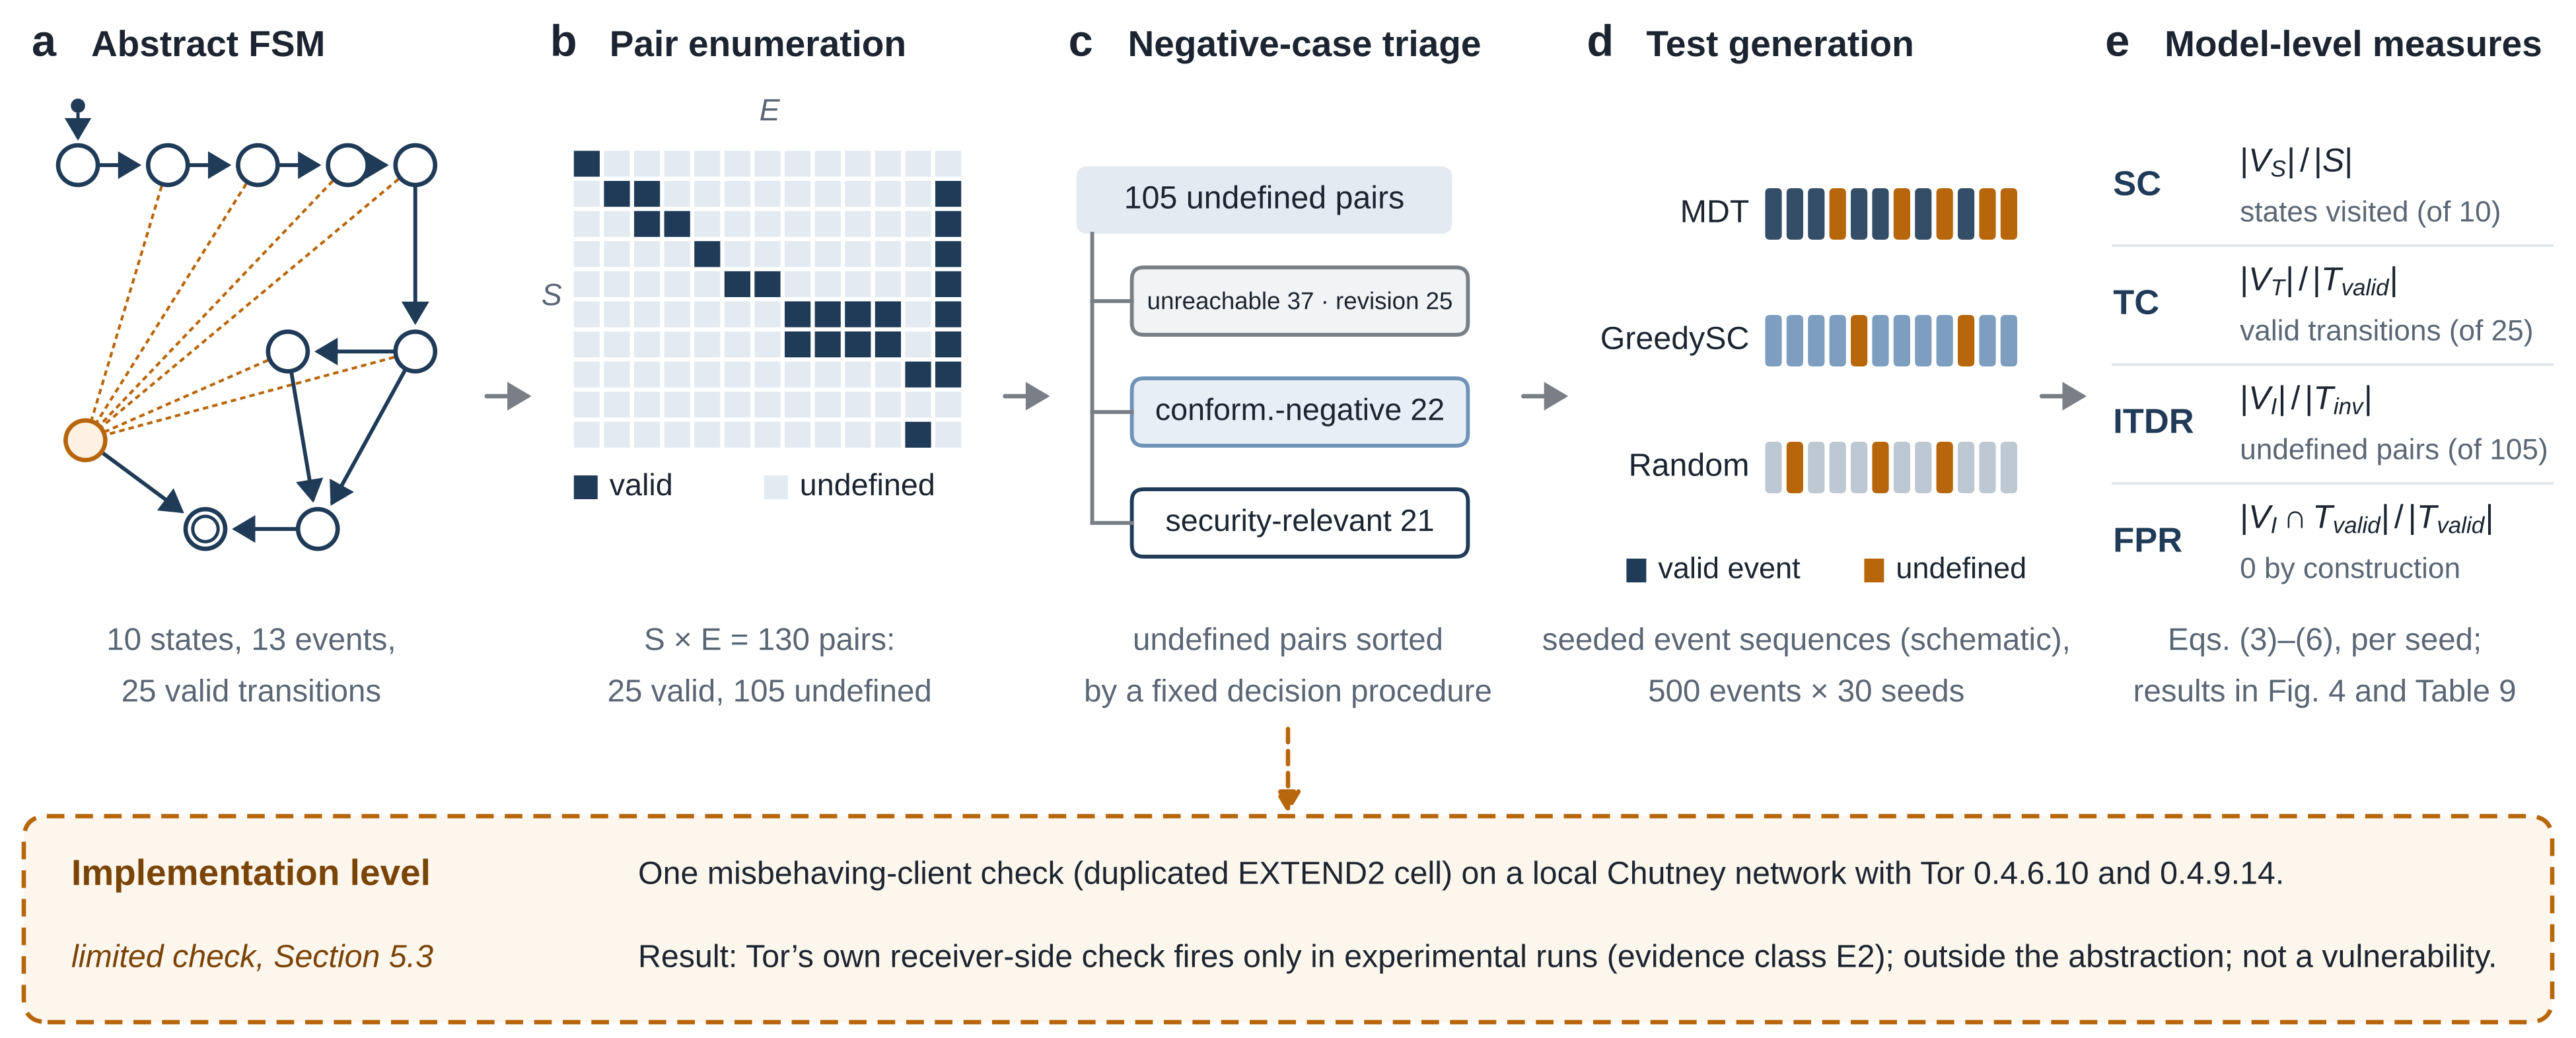 a Abstract FSM
10 states, 13 events,
25 valid transitions
b Pair enumeration
E
S
valid undefined
S × E = 130 pairs:
25 valid, 105 undefined
c Negative-case triage
105 undefined pairs
unreachable 37 · revision 25
conform.-negative 22
security-relevant 21
undefined pairs sorted
by a fixed decision procedure
d Test generation
MDT
GreedySC
Random
valid event undefined
seeded event sequences (schematic),
500 events × 30 seeds
e Model-level measures
SC |V_S| / |S|
states visited (of 10)
TC |V_T| / |T_valid|
valid transitions (of 25)
ITDR |V_I| / |T_inv|
undefined pairs (of 105)
FPR |V_I ∩ T_valid| / |T_valid|
0 by construction
Eqs. (3)–(6), per seed;
results in Fig. 4 and Table 9
Implementation level
limited check, Section 5.3
One misbehaving-client check (duplicated EXTEND2 cell) on a local Chutney network with Tor 0.4.6.10 and 0.4.9.14.
Result: Tor’s own receiver-side check fires only in experimental runs (evidence class E2); outside the abstraction; not a vulnerability.